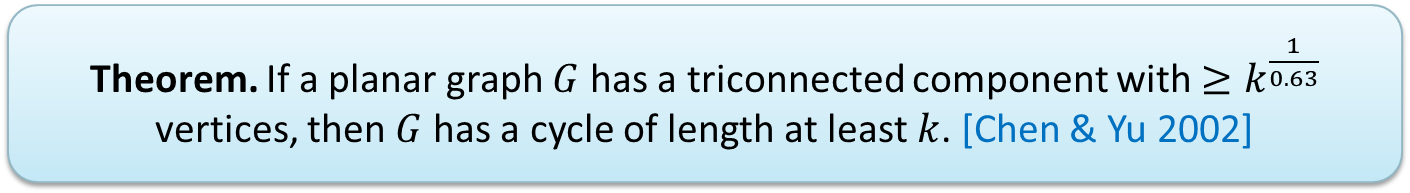 Theorem. If a planar graph G has a triconnected component with ≥ k^(1/0.63)
vertices, then G has a cycle of length at least k. [Chen & Yu 2002]